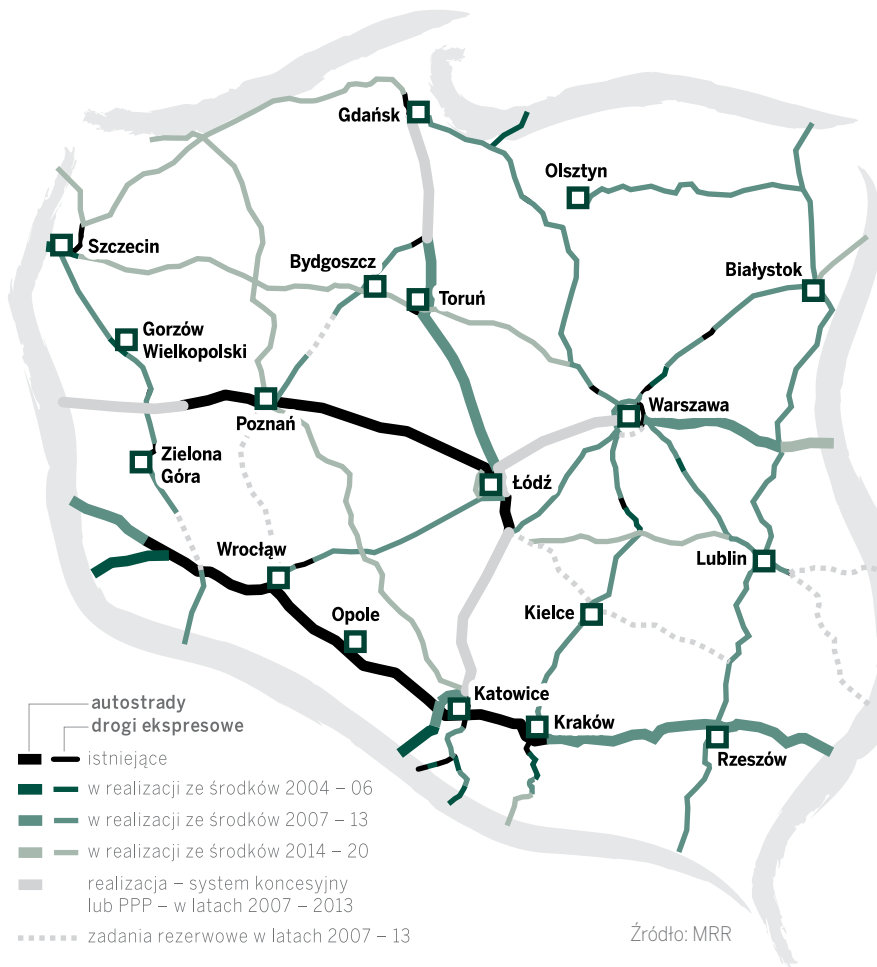 Gdańsk
Olsztyn
Szczecin
Bydgoszcz
Białystok
Toruń
Gorzów
Wielkopolski
Poznań
Warszawa
Zielona
Góra
Łódź
Wrocłąw
Lublin
Opole
Kielce
Katowice
Kraków
Rzeszów
autostrady
drogi ekspresowe
istniejące
w realizacji ze środków 2004 – 06
w realizacji ze środków 2007 – 13
w realizacji ze środków 2014 – 20
realizacja – system koncesyjny
lub PPP – w latach 2007 – 2013
zadania rezerwowe w latach 2007 – 13
Źródło: MRR